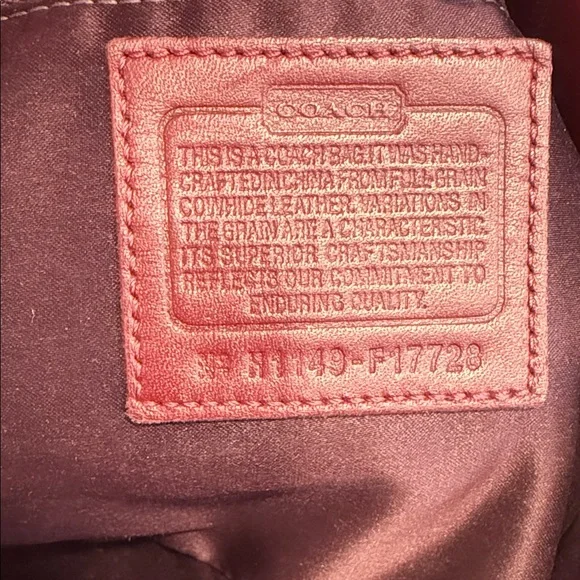 COACH
THIS IS A COACH BAG. IT WAS HAND-
CRAFTED IN CHINA FROM FULL GRAIN
COWHIDE LEATHER. VARIATIONS IN
THE GRAIN ARE A CHARACTERISTIC.
ITS SUPERIOR CRAFTSMANSHIP
REFLECTS OUR COMMITMENT TO
ENDURING QUALITY.
Nº H1149-F17728